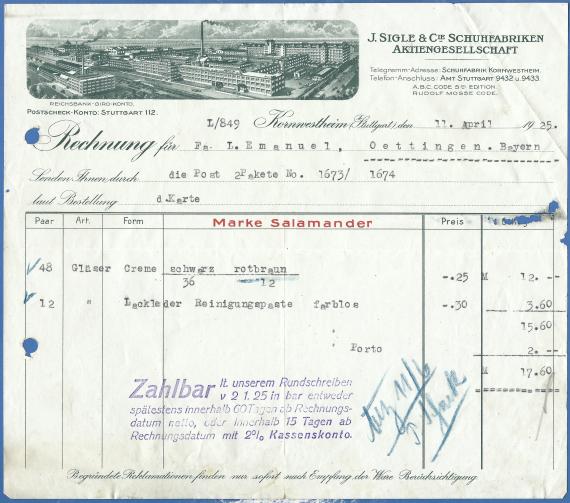 J. SIGLE & CIE SCHUHFABRIKEN
AKTIENGESELLSCHAFT
Telegramm-Adresse: SCHUHFABRIK KORNWESTHEIM.
Telefon-Anschluss: AMT STUTTGART 9432 u. 9433.
A.B.C. CODE 5TH EDITION.
RUDOLF MOSSE CODE.
REICHSBANK-GIRO-KONTO.
POSTSCHECK-KONTO: STUTTGART 112.
L/849 Kornwestheim (Stuttgart) den 11. April 1925.
Rechnung für Fa. L. Emanuel, Oettingen. Bayern
Senden Ihnen durch die Post 2Pakete No. 1673/ 1674
laut Bestellung d.Karte
Paar Art. Form Marke Salamander Preis
48 Gläser Creme schwarz rotbraun -.25 M 12. --
36 12
12 " Lackleder Reinigungspaste farblos -.30 3.60
15.60
Porto 2. --
M 17.60
Zahlbar lt. unserem Rundschreiben
v 2 1. 25 in bar entweder
spätestens innerhalb 60 Tagen ab Rechnungs-
datum netto, oder innerhalb 15 Tagen ab
Rechnungsdatum mit 2% Kassenskonto.
Begründete Reklamationen finden nur sofort nach Empfang der Ware Berücksichtigung.